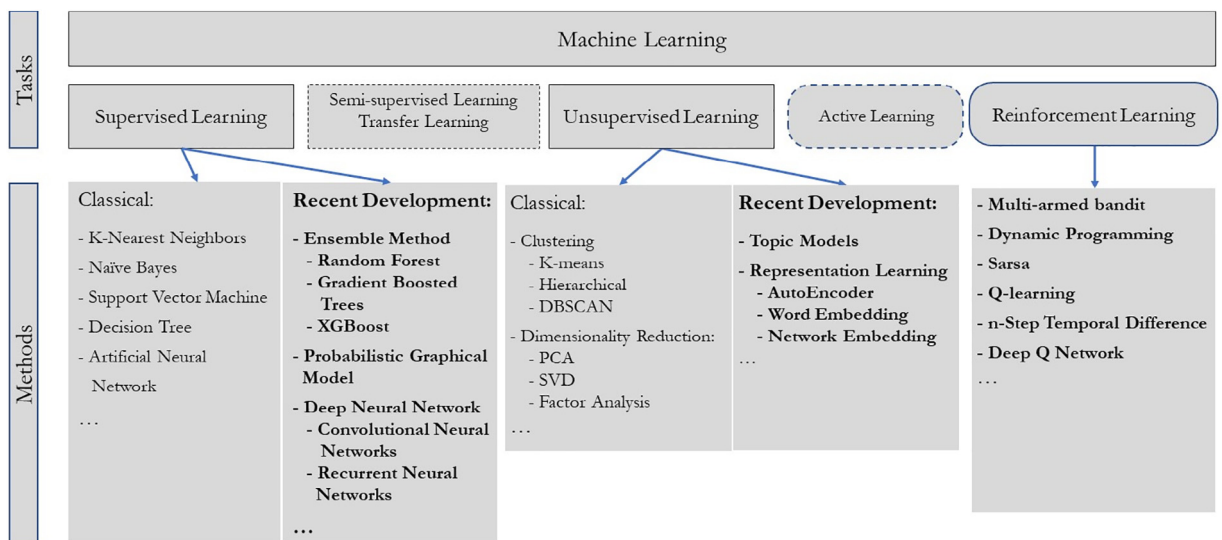 Tasks
Machine Learning
Supervised Learning
Semi-supervised Learning
Transfer Learning
Unsupervised Learning
Active Learning
Reinforcement Learning
Methods
Classical:
- K-Nearest Neighbors
- Naïve Bayes
- Support Vector Machine
- Decision Tree
- Artificial Neural
Network
…
Recent Development:
- Ensemble Method
- Random Forest
- Gradient Boosted
Trees
- XGBoost
- Probabilistic Graphical
Model
- Deep Neural Network
- Convolutional Neural
Networks
- Recurrent Neural
Networks
…
Classical:
- Clustering
- K-means
- Hierarchical
- DBSCAN
- Dimensionality Reduction:
- PCA
- SVD
- Factor Analysis
…
Recent Development:
- Topic Models
- Representation Learning
- AutoEncoder
- Word Embedding
- Network Embedding
…
- Multi-armed bandit
- Dynamic Programming
- Sarsa
- Q-learning
- n-Step Temporal Difference
- Deep Q Network
…